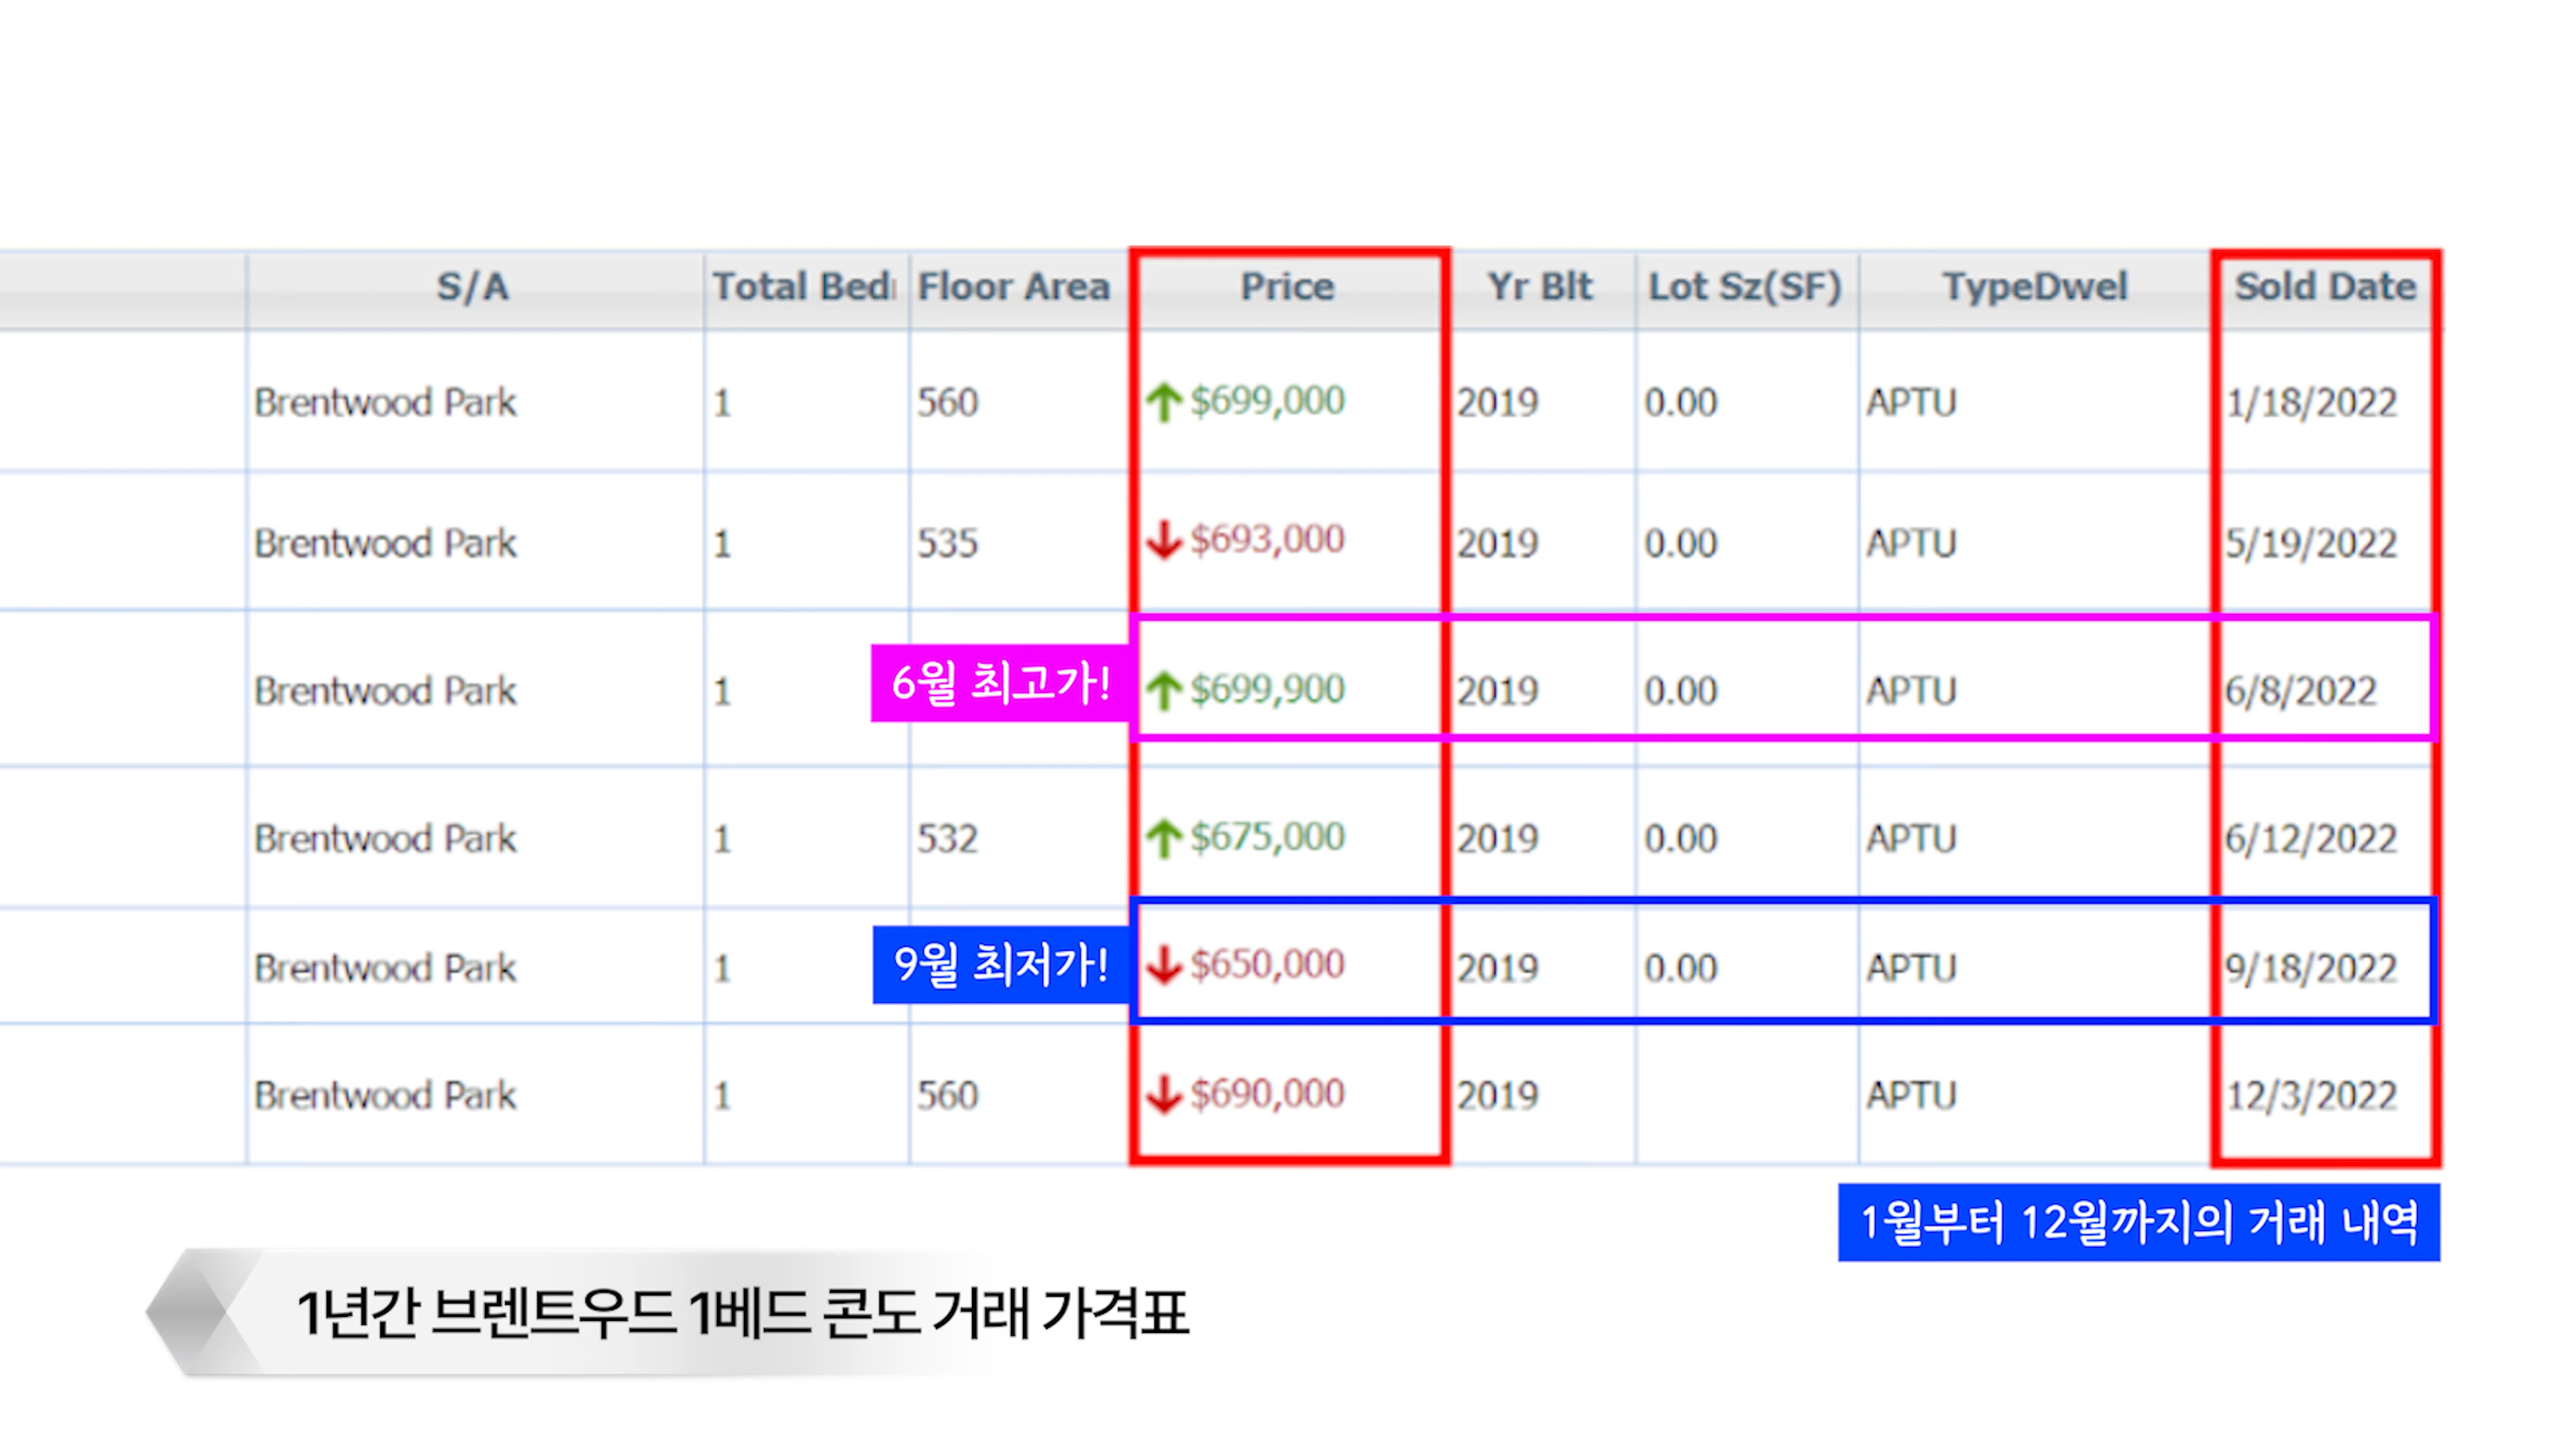 S/A Total Bed Floor Area Price Yr Blt Lot Sz(SF) TypeDwel Sold Date
Brentwood Park 1 560 $699,000 2019 0.00 APTU 1/18/2022
Brentwood Park 1 535 $693,000 2019 0.00 APTU 5/19/2022
Brentwood Park 1 6월 최고가! $699,900 2019 0.00 APTU 6/8/2022
Brentwood Park 1 532 $675,000 2019 0.00 APTU 6/12/2022
Brentwood Park 1 9월 최저가! $650,000 2019 0.00 APTU 9/18/2022
Brentwood Park 1 560 $690,000 2019 APTU 12/3/2022
1월부터 12월까지의 거래 내역
1년간 브렌트우드 1베드 콘도 거래 가격표